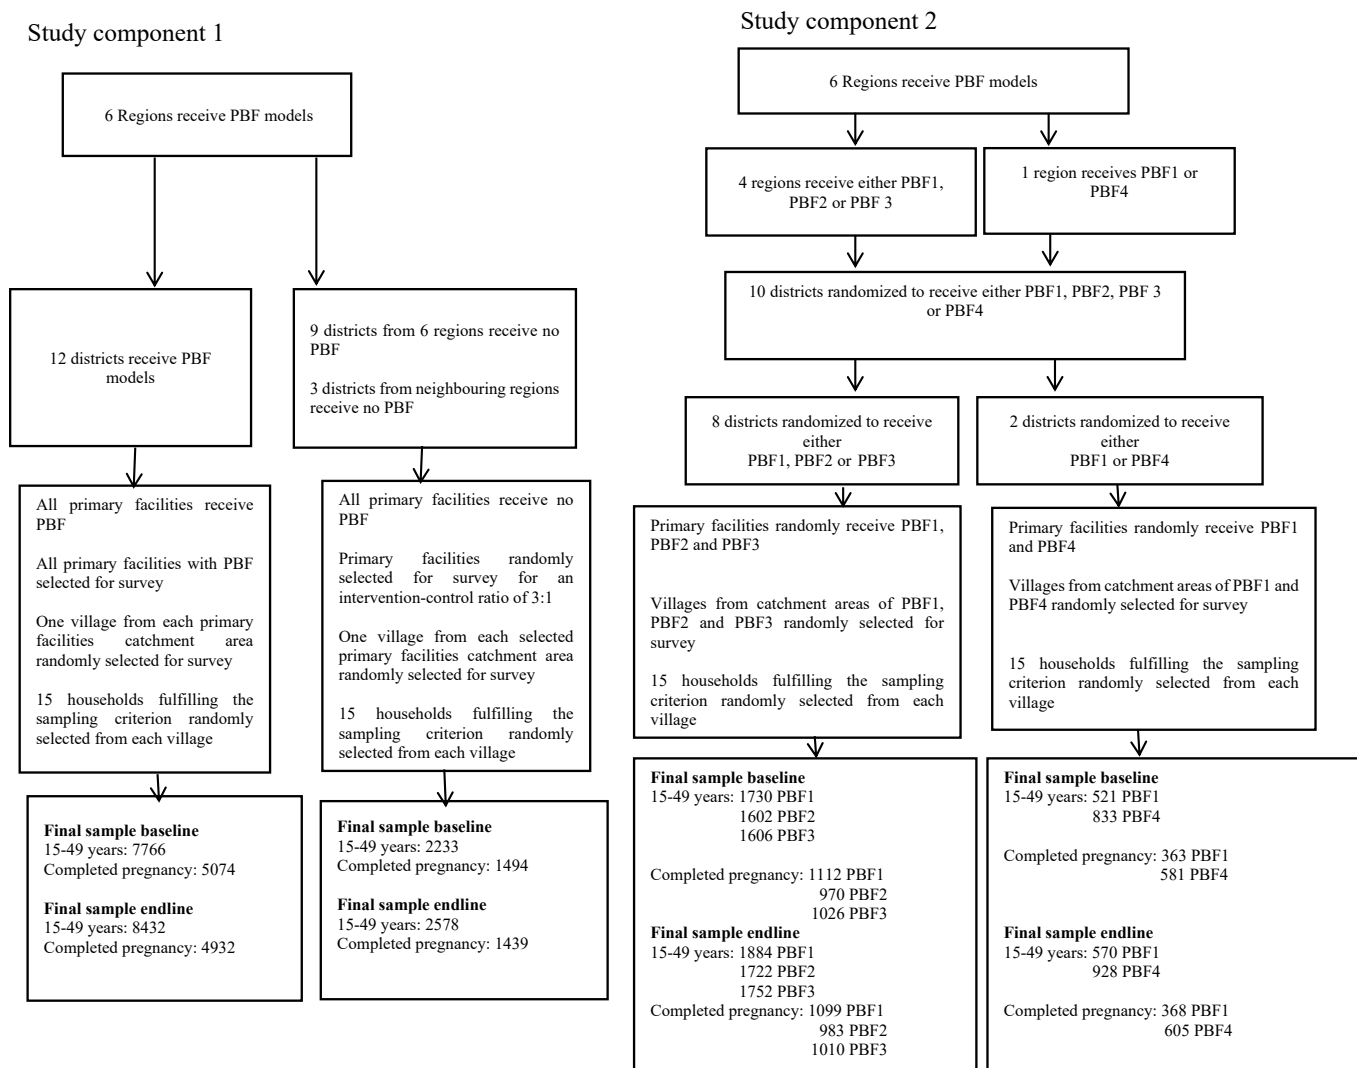 Study component 1
6 Regions receive PBF models
12 districts receive PBF
models
9 districts from 6 regions receive no
PBF
3 districts from neighbouring regions
receive no PBF
All primary facilities receive
PBF
All primary facilities with PBF
selected for survey
One village from each primary
facilities catchment area
randomly selected for survey
15 households fulfilling the
sampling criterion randomly
selected from each village
All primary facilities receive no
PBF
Primary facilities randomly
selected for survey for an
intervention-control ratio of 3:1
One village from each selected
primary facilities catchment area
randomly selected for survey
15 households fulfilling the
sampling criterion randomly
selected from each village
Final sample baseline
15-49 years: 7766
Completed pregnancy: 5074
Final sample endline
15-49 years: 8432
Completed pregnancy: 4932
Final sample baseline
15-49 years: 2233
Completed pregnancy: 1494
Final sample endline
15-49 years: 2578
Completed pregnancy: 1439
Study component 2
6 Regions receive PBF models
4 regions receive either PBF1,
PBF2 or PBF 3
1 region receives PBF1 or
PBF4
10 districts randomized to receive either PBF1, PBF2, PBF 3
or PBF4
8 districts randomized to receive
either
PBF1, PBF2 or PBF3
2 districts randomized to receive
either
PBF1 or PBF4
Primary facilities randomly receive PBF1,
PBF2 and PBF3
Villages from catchment areas of PBF1,
PBF2 and PBF3 randomly selected for
survey
15 households fulfilling the sampling
criterion randomly selected from each
village
Primary facilities randomly receive PBF1
and PBF4
Villages from catchment areas of PBF1 and
PBF4 randomly selected for survey
15 households fulfilling the sampling
criterion randomly selected from each
village
Final sample baseline
15-49 years: 1730 PBF1
1602 PBF2
1606 PBF3
Completed pregnancy: 1112 PBF1
970 PBF2
1026 PBF3
Final sample endline
15-49 years: 1884 PBF1
1722 PBF2
1752 PBF3
Completed pregnancy: 1099 PBF1
983 PBF2
1010 PBF3
Final sample baseline
15-49 years: 521 PBF1
833 PBF4
Completed pregnancy: 363 PBF1
581 PBF4
Final sample endline
15-49 years: 570 PBF1
928 PBF4
Completed pregnancy: 368 PBF1
605 PBF4